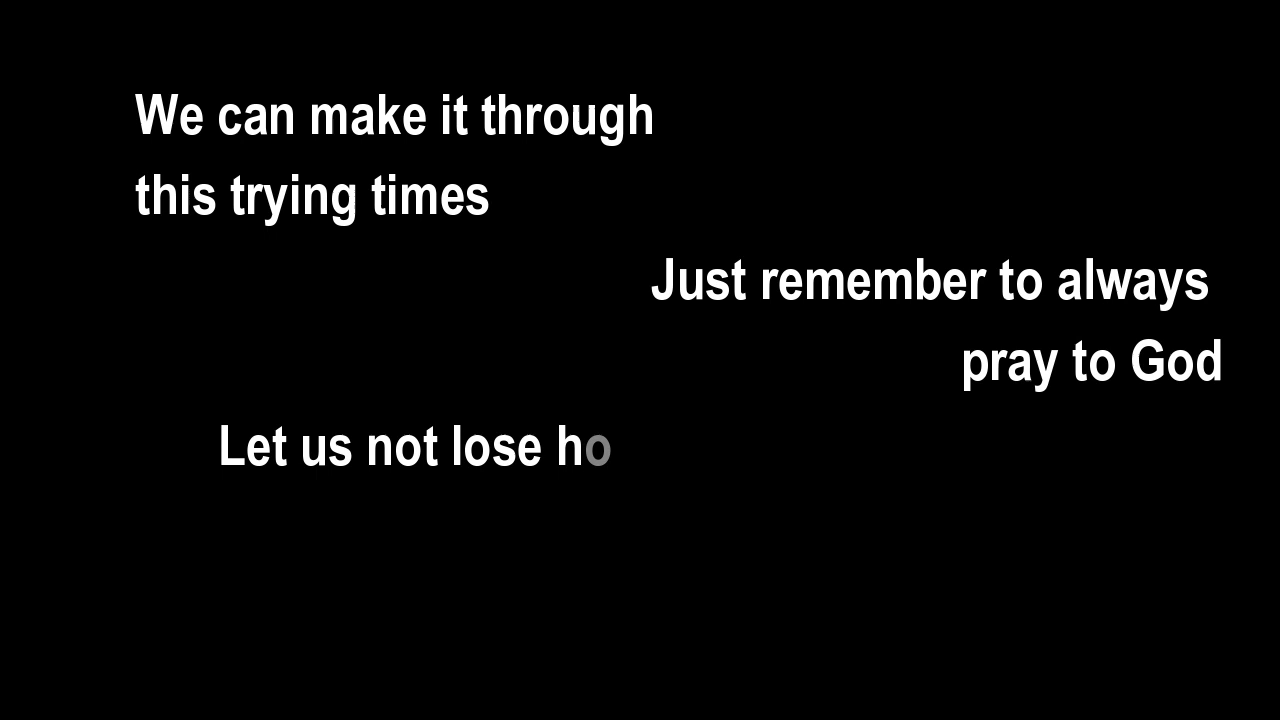 We can make it through
this trying times
Just remember to always
pray to God
Let us not lose ho